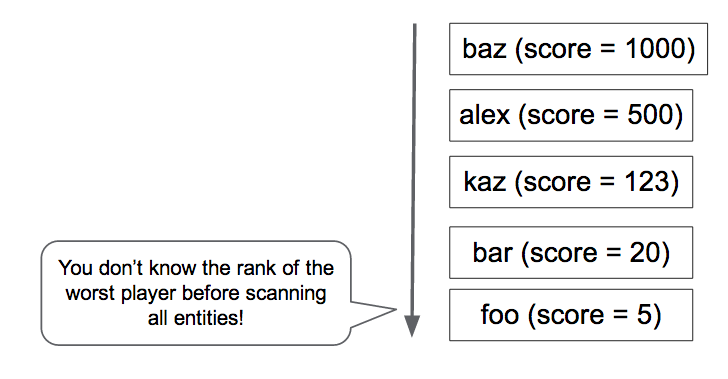 baz (score = 1000)
alex (score = 500)
kaz (score = 123)
bar (score = 20)
foo (score = 5)
You don’t know the rank of the
worst player before scanning
all entities!